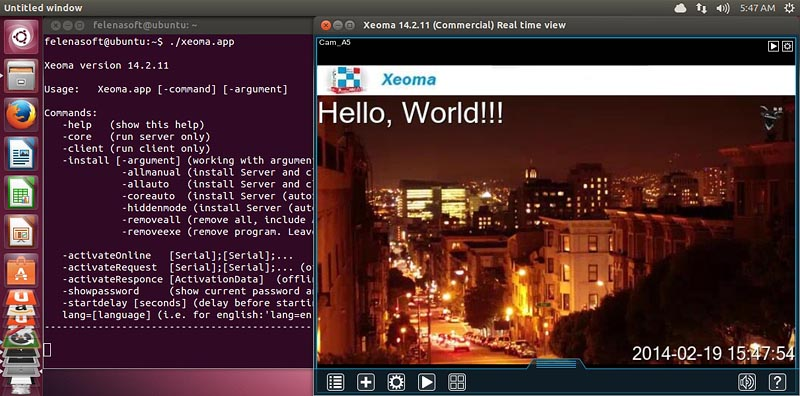 Untitled window
5:47 AM
felenasoft@ubuntu: ~
felenasoft@ubuntu:~$ ./xeoma.app
Xeoma version 14.2.11
Usage:   Xeoma.app [-command] [-argument]
Commands:
-help   (show this help)
-core   (run server only)
-client (run client only)
-install [-argument] (working with argument
-allmanual (install Server and c
-allauto   (install Server and c
-coreauto  (install Server (auto
-hiddenmode (install Server (aut
-removeall (remove all, include A
-removeexe (remove program. Leav
-activateOnline   [Serial];[Serial];...
-activateRequest  [Serial];[Serial];... (o
-activateResponce [ActivationData]  (offli
-showpassword     (show current password an
-startdelay [seconds] (delay before starti
lang=[language] (i.e. for english:'lang=en
--------------------------------------------
Xeoma 14.2.11 (Commercial) Real time view
Cam_A5
Xeoma
Hello, World!!!
2014-02-19 15:47:54